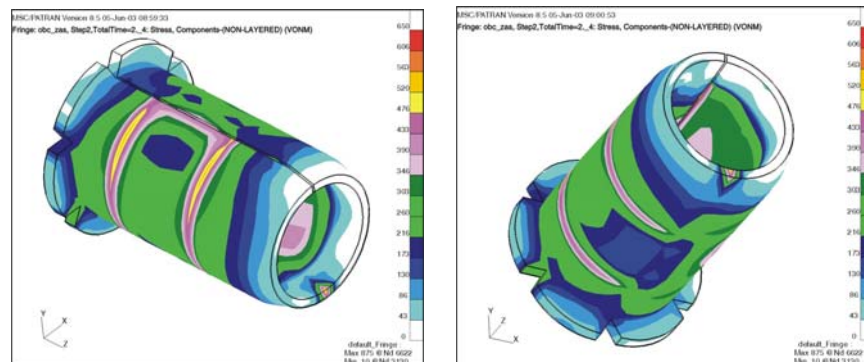 MSC/PATRAN Version 8.5 05-Jun-03 08:59:33
Fringe: obc_zas, Step2,TotalTime=2._4: Stress, Components-(NON-LAYERED) (VONM)
650
606
563
520
476
433
390
346
303
260
216
173
130
86
43
0
Y
X
Z
default_Fringe :
Max 875 @Nd 6022
MSC/PATRAN Version 8.5 05-Jun-03 09:00:53
Fringe: obc_zas, Step2,TotalTime=2._4: Stress, Components-(NON-LAYERED) (VONM)
650
606
563
520
476
433
390
346
303
260
216
173
130
86
43
0
Y
Z
X
default_Fringe :
Max 875 @Nd 6022